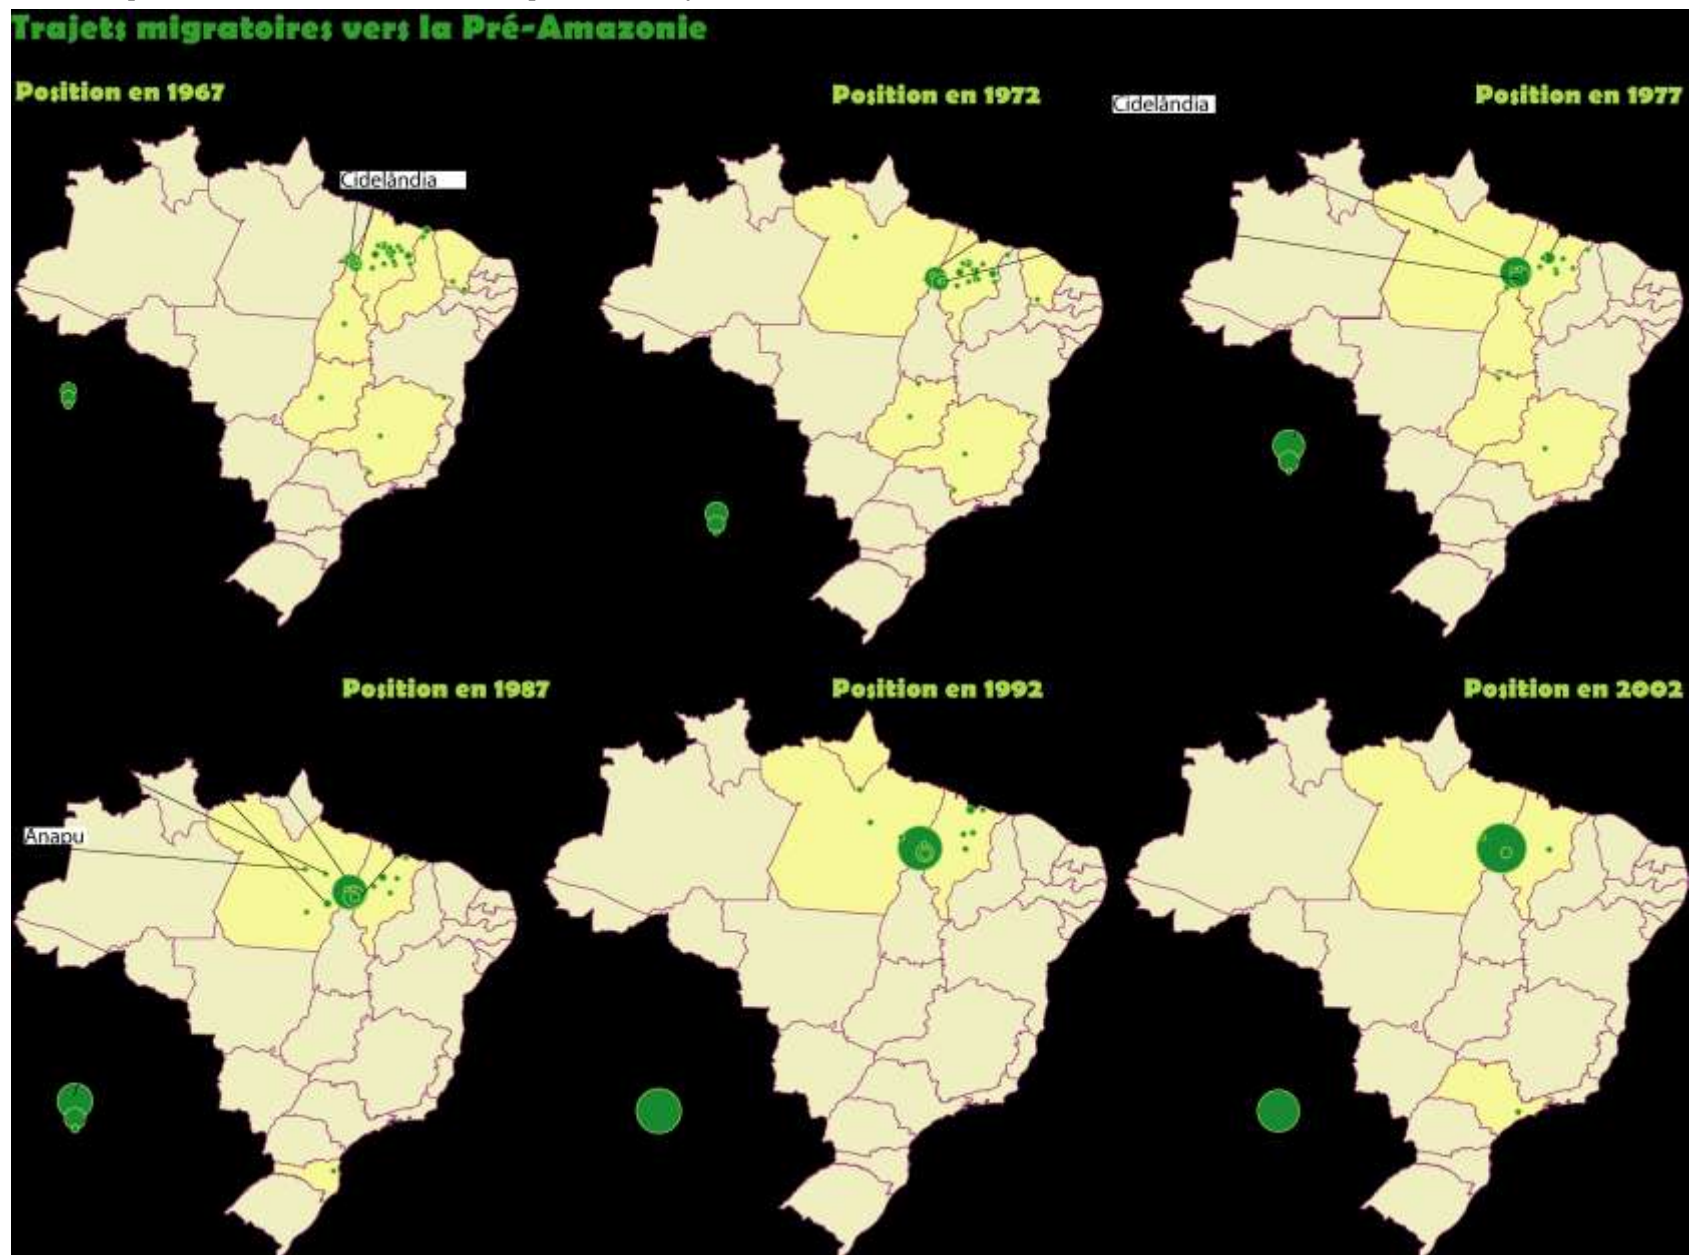 Trajets migratoires vers la Pré-Amazonie
Position en 1967
Position en 1972
Cidelândia
Position en 1977
Cidelândia
Position en 1987
Position en 1992
Position en 2002
Anapu